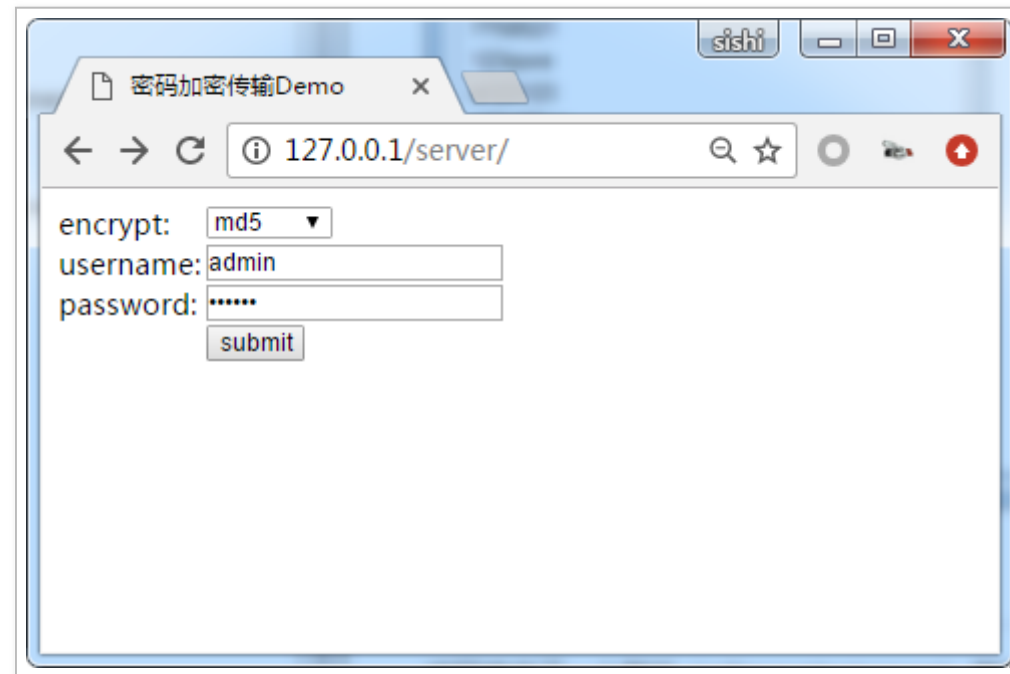 sishi
密码加密传输Demo
127.0.0.1/server/
encrypt: md5
username: admin
password: ••••••
submit